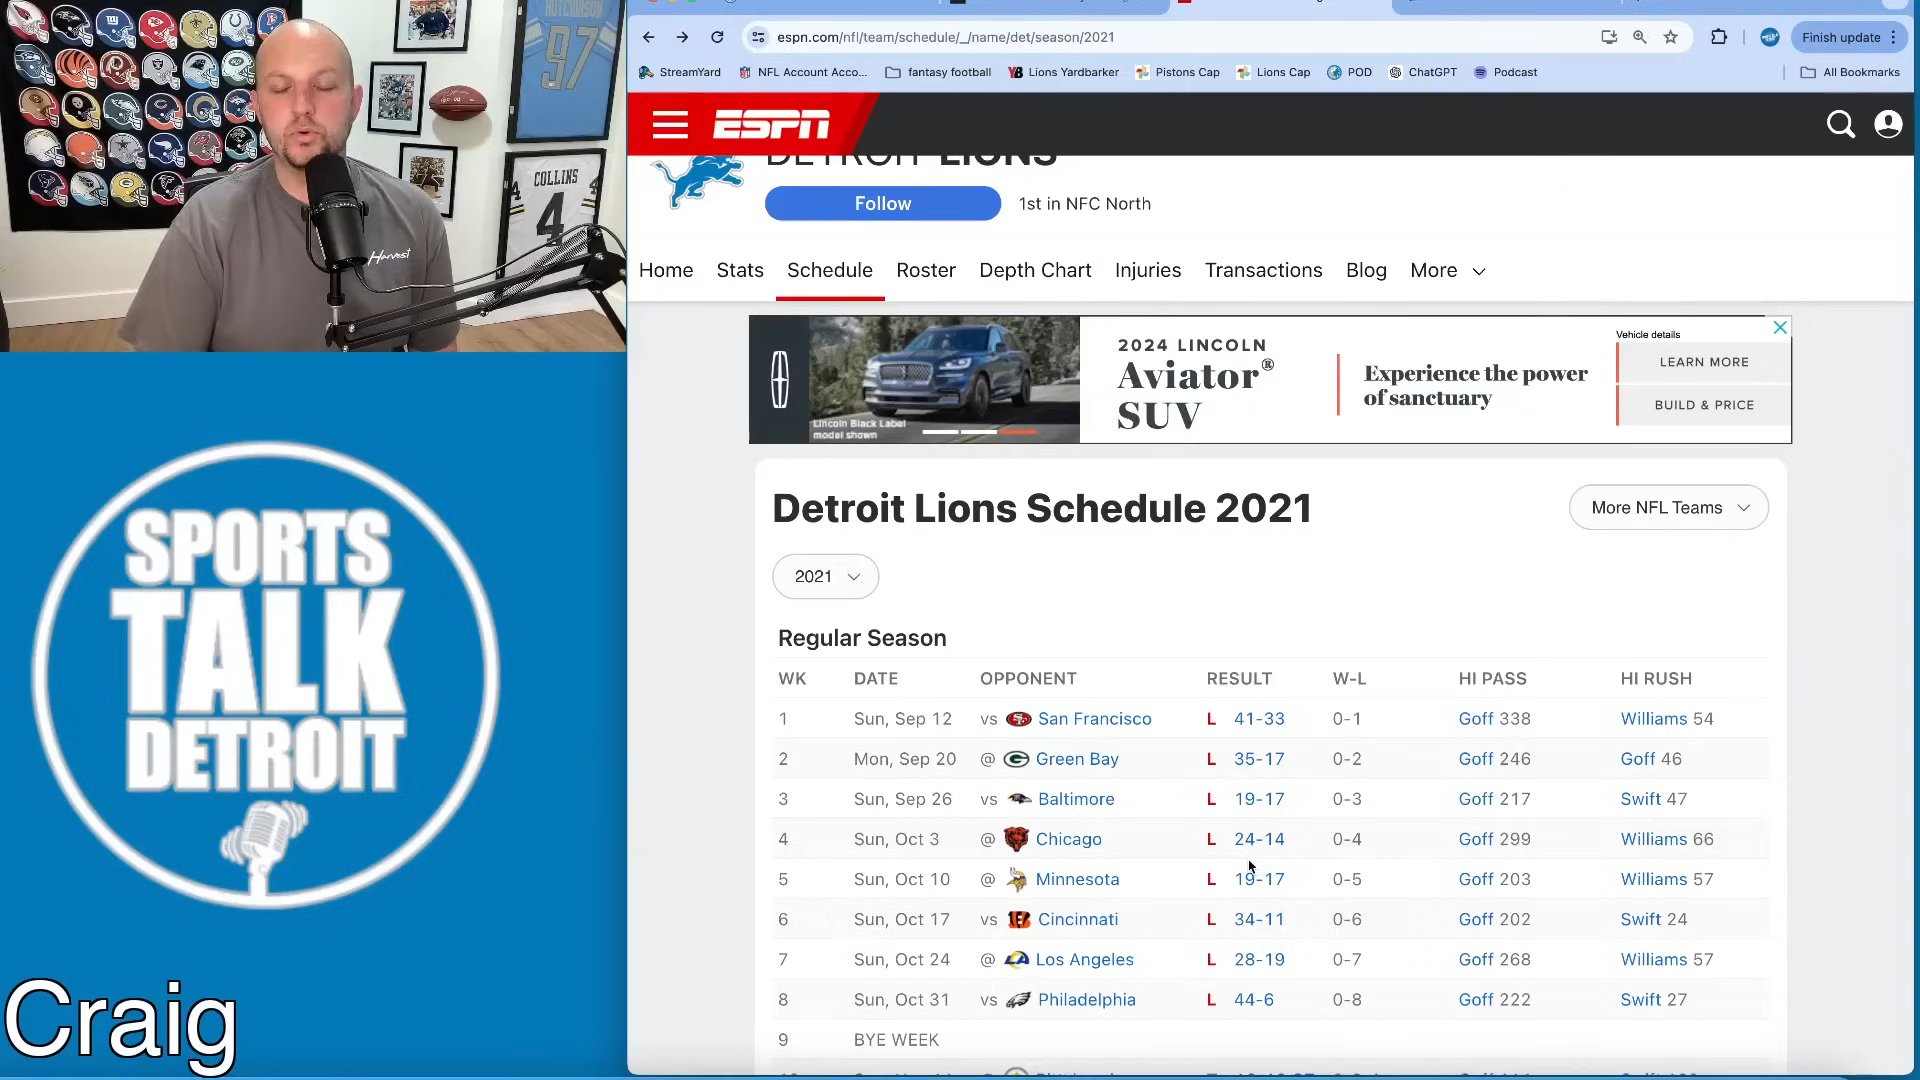 HUTCHINSON
97
COLLINS
4 4
4
Harvest
SPORTS
TALK
DETROIT
Craig
espn.com/nfl/team/schedule/_/name/det/season/2021
Finish update
StreamYard NFL Account Acco... fantasy football Lions Yardbarker Pistons Cap Lions Cap POD ChatGPT Podcast All Bookmarks
ESPN
DETROIT LIONS
Follow 1st in NFC North
Home Stats Schedule Roster Depth Chart Injuries Transactions Blog More
2024 LINCOLN
Aviator®
SUV
Experience the power
of sanctuary
Lincoln Black Label
model shown
Vehicle details
LEARN MORE
BUILD & PRICE
Detroit Lions Schedule 2021
More NFL Teams
2021
Regular Season
WK DATE OPPONENT RESULT W-L HI PASS HI RUSH
1 Sun, Sep 12 vs San Francisco L 41-33 0-1 Goff 338 Williams 54
2 Mon, Sep 20 @ Green Bay L 35-17 0-2 Goff 246 Goff 46
3 Sun, Sep 26 vs Baltimore L 19-17 0-3 Goff 217 Swift 47
4 Sun, Oct 3 @ Chicago L 24-14 0-4 Goff 299 Williams 66
5 Sun, Oct 10 @ Minnesota L 19-17 0-5 Goff 203 Williams 57
6 Sun, Oct 17 vs Cincinnati L 34-11 0-6 Goff 202 Swift 24
7 Sun, Oct 24 @ Los Angeles L 28-19 0-7 Goff 268 Williams 57
8 Sun, Oct 31 vs Philadelphia L 44-6 0-8 Goff 222 Swift 27
9 BYE WEEK